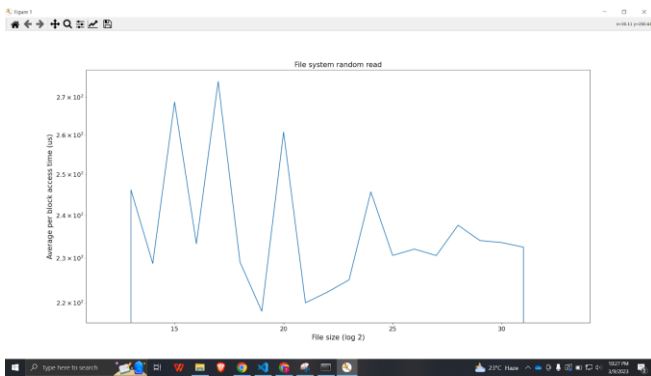 Figure 1
File system random read
Average per block access time (us)
2.7 × 10²
2.6 × 10²
2.5 × 10²
2.4 × 10²
2.3 × 10²
2.2 × 10²
15 20 25 30
File size (log 2)
Type here to search
23°C Haze
10:27 PM
3/9/2023